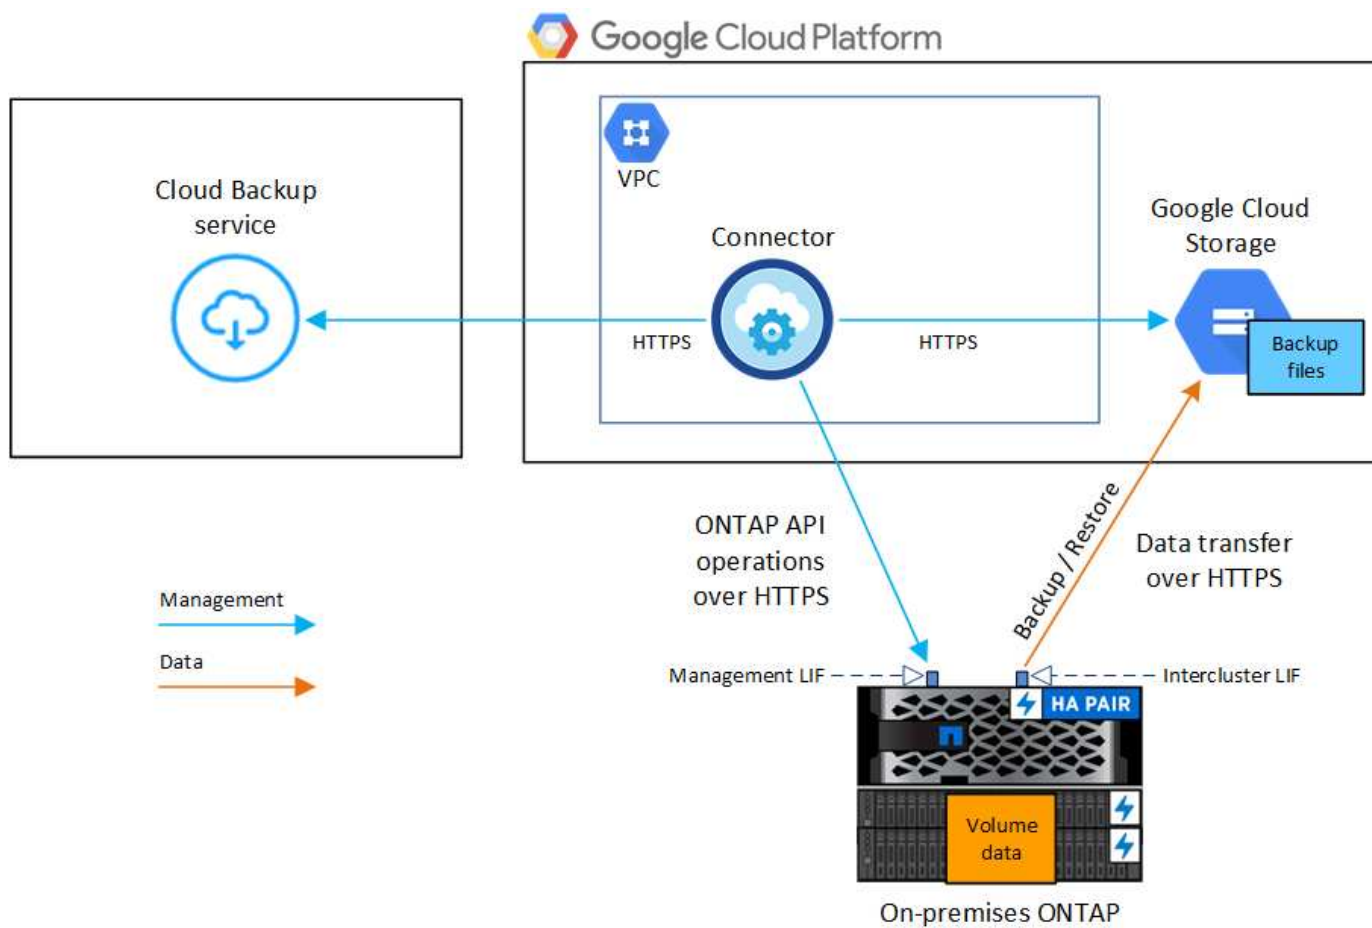 Google Cloud Platform
VPC
Cloud Backup
service
Connector
Google Cloud
Storage
HTTPS
HTTPS
Backup
files
ONTAP API
operations
over HTTPS
Backup / Restore
Data transfer
over HTTPS
Management
Data
Management LIF
Intercluster LIF
HA PAIR
Volume
data
On-premises ONTAP